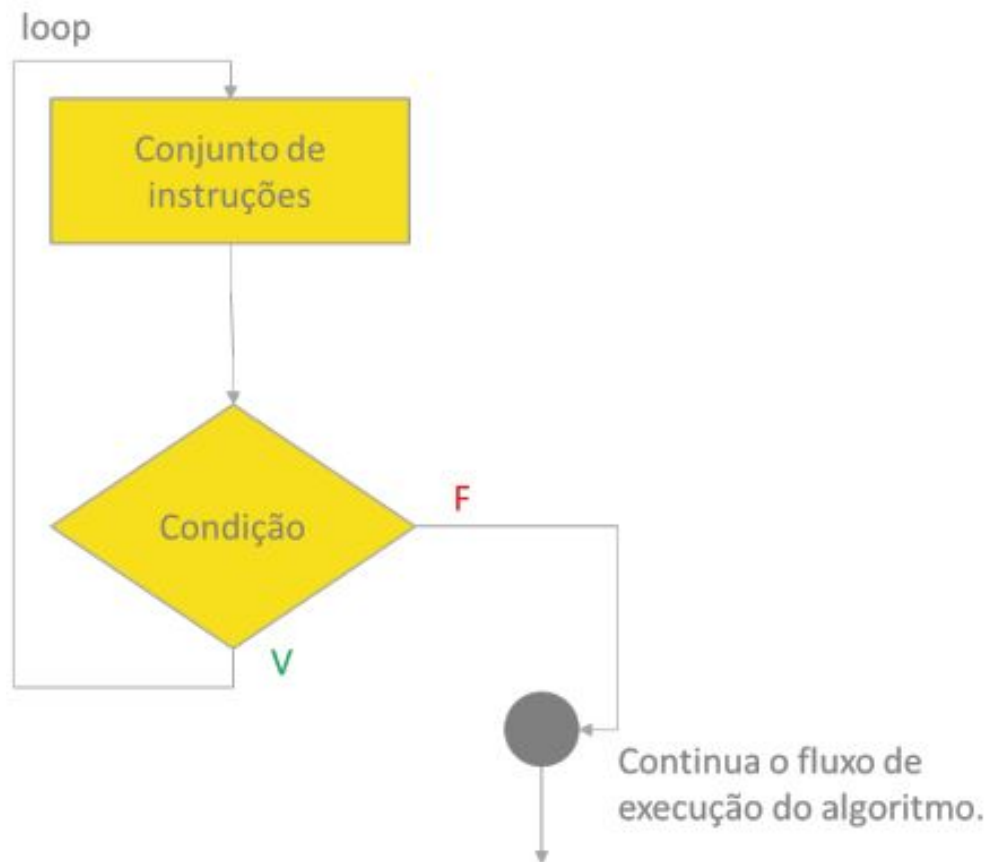 loop
Conjunto de
instruções
Condição
F
V
Continua o fluxo de
execução do algoritmo.